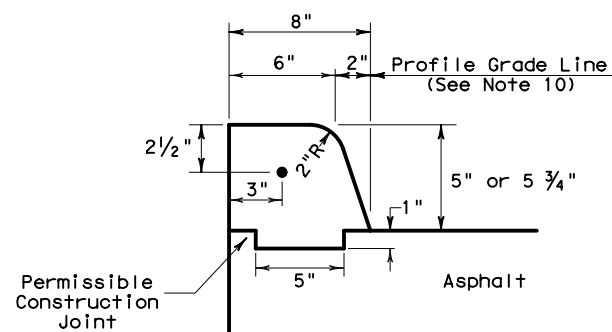 8"
6"
2"
Profile Grade Line
(See Note 10)
2½"
2"R
3"
5" or 5 ¾"
1"
5"
Permissible
Construction
Joint
Asphalt